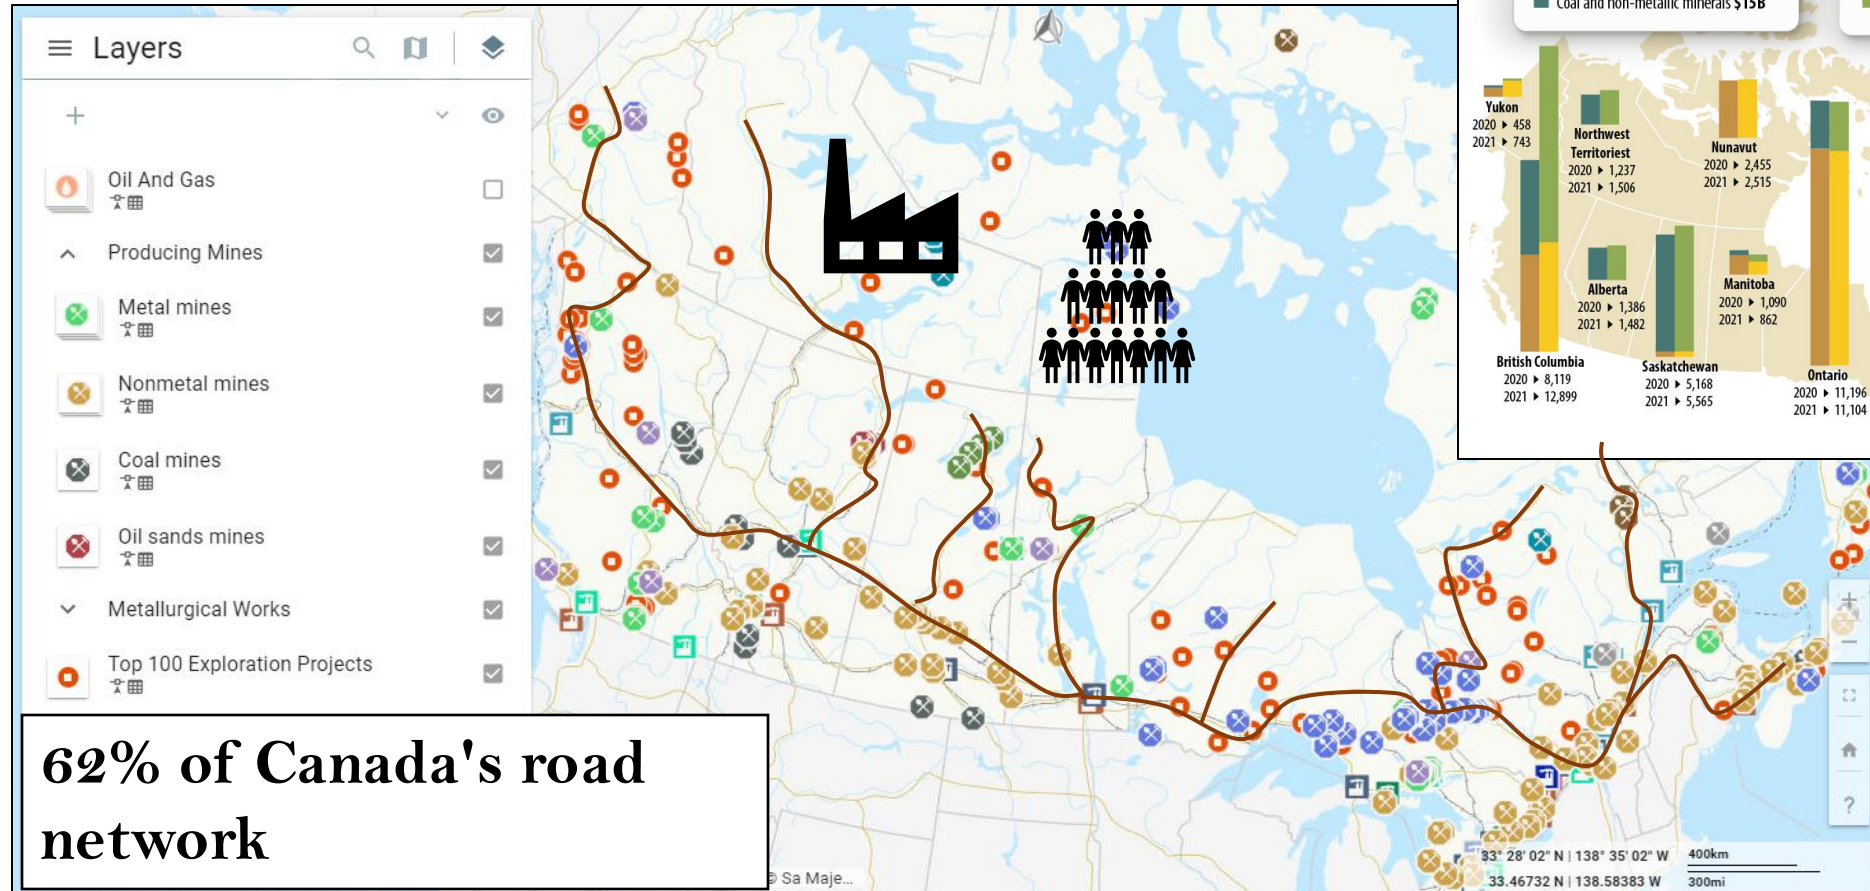 Layers
Oil And Gas
Producing Mines
Metal mines
Nonmetal mines
Coal mines
Oil sands mines
Metallurgical Works
Top 100 Exploration Projects
62% of Canada's road
network
© Sa Maje...
Coal and non-metallic minerals $15B
Yukon
2020 ▸ 458
2021 ▸ 743
Northwest
Territoriest
2020 ▸ 1,237
2021 ▸ 1,506
Nunavut
2020 ▸ 2,455
2021 ▸ 2,515
Alberta
2020 ▸ 1,386
2021 ▸ 1,482
Manitoba
2020 ▸ 1,090
2021 ▸ 862
British Columbia
2020 ▸ 8,119
2021 ▸ 12,899
Saskatchewan
2020 ▸ 5,168
2021 ▸ 5,565
Ontario
2020 ▸ 11,196
2021 ▸ 11,104
33° 28' 02" N | 138° 35' 02" W
33.46732 N | 138.58383 W
400km
300mi